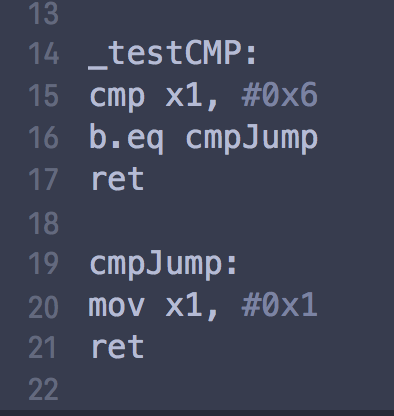 13
14 _testCMP:
15 cmp x1, #0x6
16 b.eq cmpJump
17 ret
18
19 cmpJump:
20 mov x1, #0x1
21 ret
22